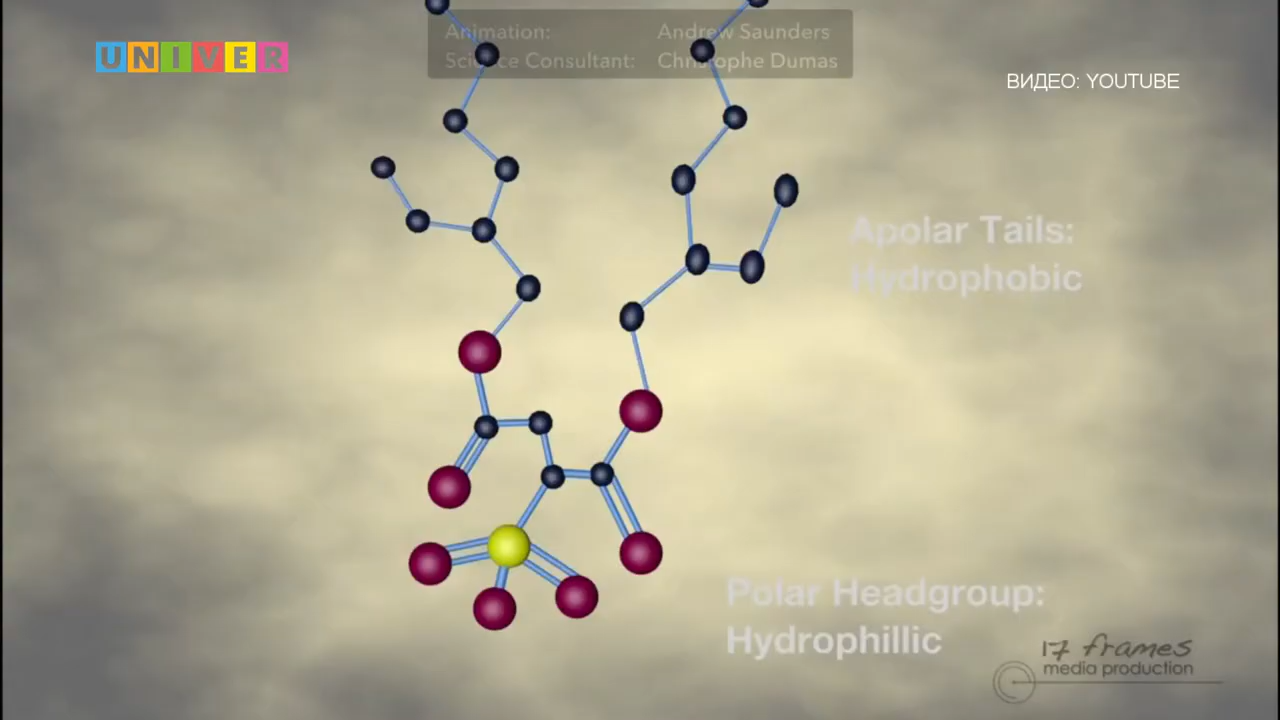 Animation: Andrew Saunders
Science Consultant: Christophe Dumas
UNIVER
ВИДЕО: YOUTUBE
Apolar Tails:
Hydrophobic
Polar Headgroup:
Hydrophillic
17 frames
media production